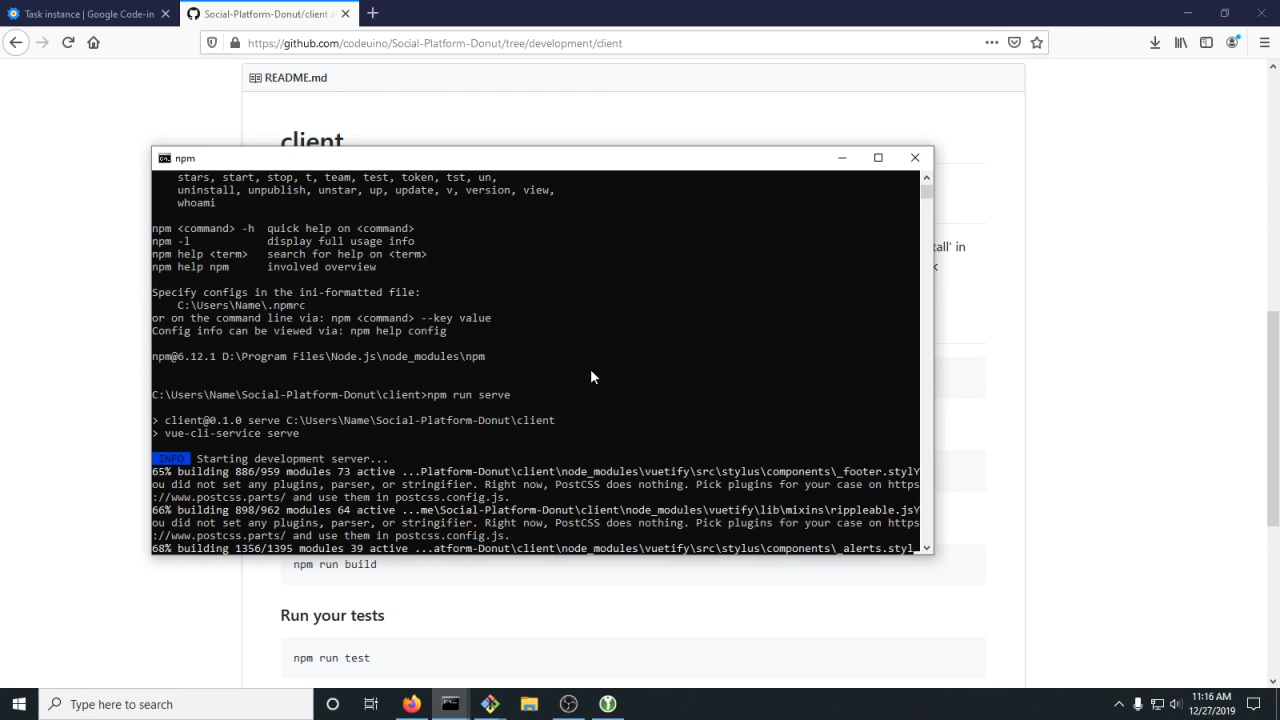 Task instance | Google Code-in
Social-Platform-Donut/client a
https://github.com/codeuino/Social-Platform-Donut/tree/development/client
README.md
client
npm
stars, start, stop, t, team, test, token, tst, un,
uninstall, unpublish, unstar, up, update, v, version, view,
whoami
npm <command> -h  quick help on <command>
npm -l            display full usage info
npm help <term>   search for help on <term>
npm help npm      involved overview
Specify configs in the ini-formatted file:
C:\Users\Name\.npmrc
or on the command line via: npm <command> --key value
Config info can be viewed via: npm help config
npm@6.12.1 D:\Program Files\Node.js\node_modules\npm
C:\Users\Name\Social-Platform-Donut\client>npm run serve
> client@0.1.0 serve C:\Users\Name\Social-Platform-Donut\client
> vue-cli-service serve
INFO  Starting development server...
65% building 886/959 modules 73 active ...Platform-Donut\client\node_modules\vuetify\src\stylus\components\_footer.stylY
ou did not set any plugins, parser, or stringifier. Right now, PostCSS does nothing. Pick plugins for your case on https
://www.postcss.parts/ and use them in postcss.config.js.
66% building 898/962 modules 64 active ...me\Social-Platform-Donut\client\node_modules\vuetify\lib\mixins\rippleable.jsY
ou did not set any plugins, parser, or stringifier. Right now, PostCSS does nothing. Pick plugins for your case on https
://www.postcss.parts/ and use them in postcss.config.js.
68% building 1356/1395 modules 39 active ...atform-Donut\client\node_modules\vuetify\src\stylus\components\_alerts.styl
tall' in
npm run build
Run your tests
npm run test
Type here to search
11:16 AM
12/27/2019